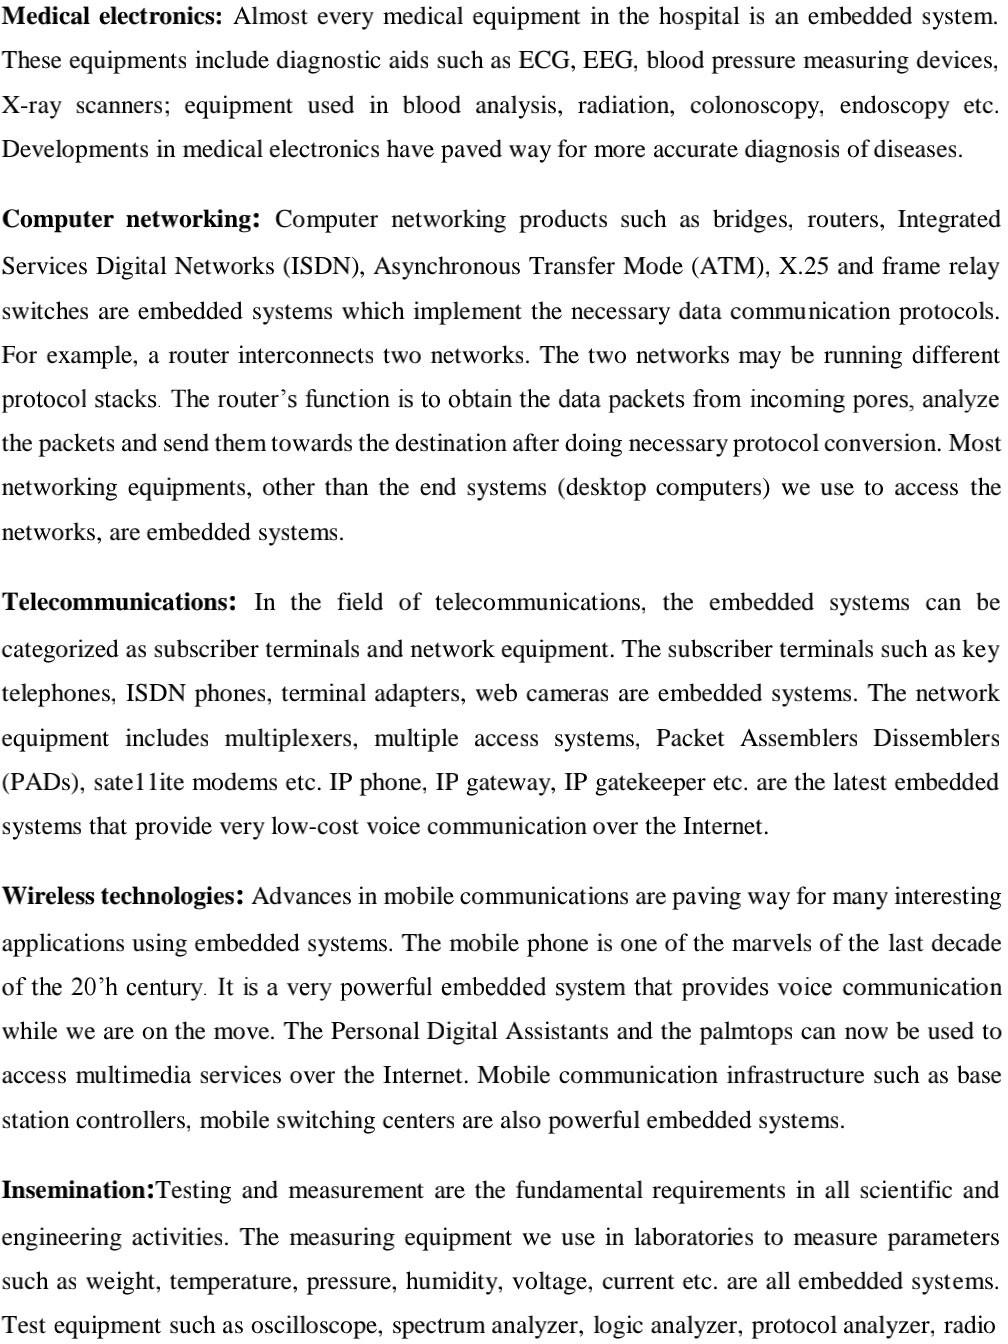 Medical electronics: Almost every medical equipment in the hospital is an embedded system.
These equipments include diagnostic aids such as ECG, EEG, blood pressure measuring devices,
X-ray scanners; equipment used in blood analysis, radiation, colonoscopy, endoscopy etc.
Developments in medical electronics have paved way for more accurate diagnosis of diseases.
Computer networking: Computer networking products such as bridges, routers, Integrated
Services Digital Networks (ISDN), Asynchronous Transfer Mode (ATM), X.25 and frame relay
switches are embedded systems which implement the necessary data communication protocols.
For example, a router interconnects two networks. The two networks may be running different
protocol stacks. The router’s function is to obtain the data packets from incoming pores, analyze
the packets and send them towards the destination after doing necessary protocol conversion. Most
networking equipments, other than the end systems (desktop computers) we use to access the
networks, are embedded systems.
Telecommunications: In the field of telecommunications, the embedded systems can be
categorized as subscriber terminals and network equipment. The subscriber terminals such as key
telephones, ISDN phones, terminal adapters, web cameras are embedded systems. The network
equipment includes multiplexers, multiple access systems, Packet Assemblers Dissemblers
(PADs), sate11ite modems etc. IP phone, IP gateway, IP gatekeeper etc. are the latest embedded
systems that provide very low-cost voice communication over the Internet.
Wireless technologies: Advances in mobile communications are paving way for many interesting
applications using embedded systems. The mobile phone is one of the marvels of the last decade
of the 20’h century. It is a very powerful embedded system that provides voice communication
while we are on the move. The Personal Digital Assistants and the palmtops can now be used to
access multimedia services over the Internet. Mobile communication infrastructure such as base
station controllers, mobile switching centers are also powerful embedded systems.
Insemination:Testing and measurement are the fundamental requirements in all scientific and
engineering activities. The measuring equipment we use in laboratories to measure parameters
such as weight, temperature, pressure, humidity, voltage, current etc. are all embedded systems.
Test equipment such as oscilloscope, spectrum analyzer, logic analyzer, protocol analyzer, radio